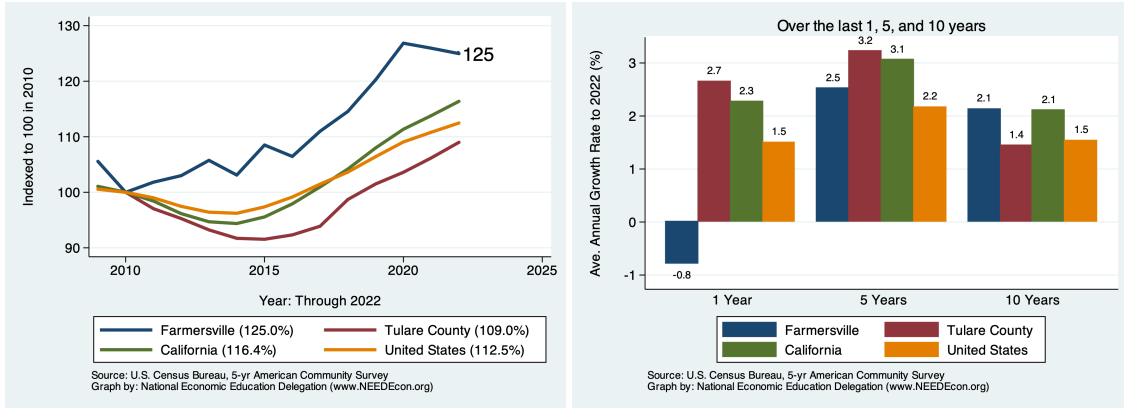 130
120
110
100
90
Indexed to 100 in 2010
125
2010
2015
2020
2025
Year: Through 2022
Farmersville (125.0%)
Tulare County (109.0%)
California (116.4%)
United States (112.5%)
Source: U.S. Census Bureau, 5-yr American Community Survey
Graph by: National Economic Education Delegation (www.NEEDEcon.org)
Over the last 1, 5, and 10 years
Ave. Annual Growth Rate to 2022 (%)
3
2
1
0
-1
-0.8
2.7
2.3
1.5
2.5
3.2
3.1
2.2
2.1
1.4
2.1
1.5
1 Year
5 Years
10 Years
Farmersville
Tulare County
California
United States
Source: U.S. Census Bureau, 5-yr American Community Survey
Graph by: National Economic Education Delegation (www.NEEDEcon.org)